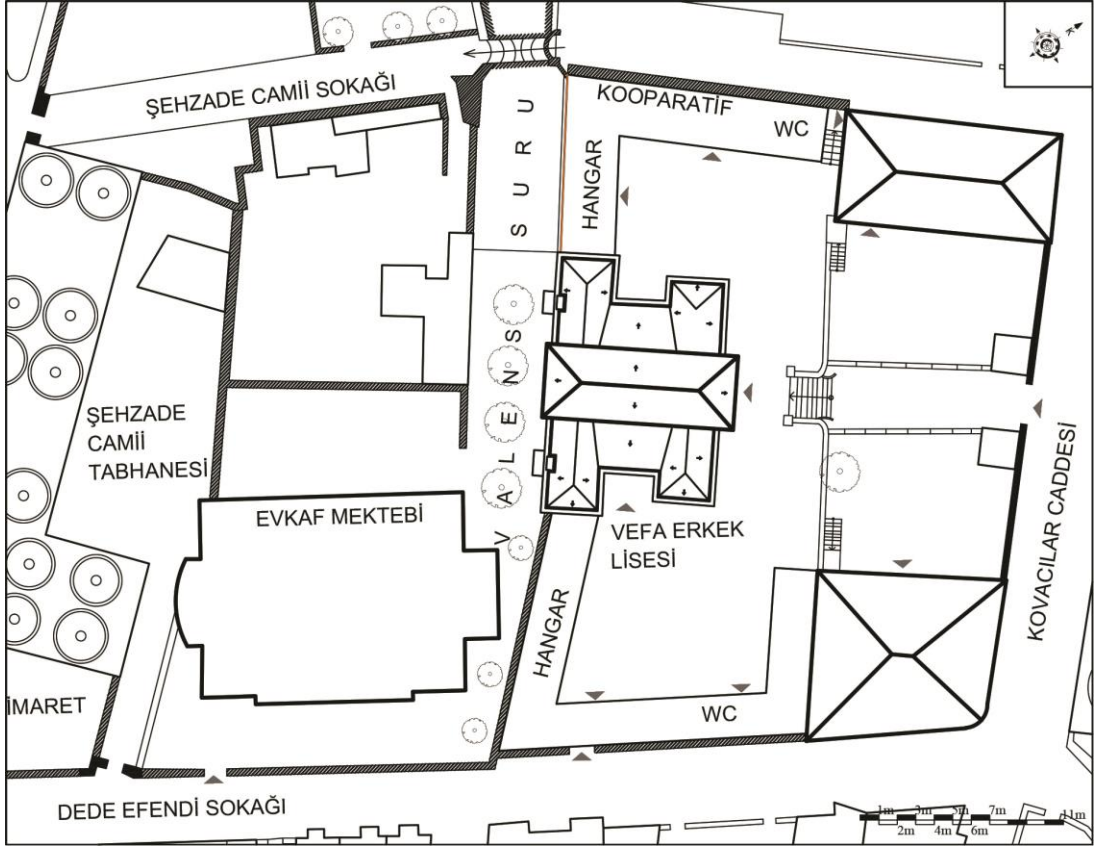 ŞEHZADE CAMİİ SOKAĞI
KOOPARATİF
WC
HANGAR
VALENS SURU
ŞEHZADE
CAMİİ
TABHANESİ
EVKAF MEKTEBİ
VEFA ERKEK
LİSESİ
KOVACILAR CADDESİ
HANGAR
İMARET
WC
DEDE EFENDİ SOKAĞI
1m 3m 5m 7m 11m
2m 4m 6m